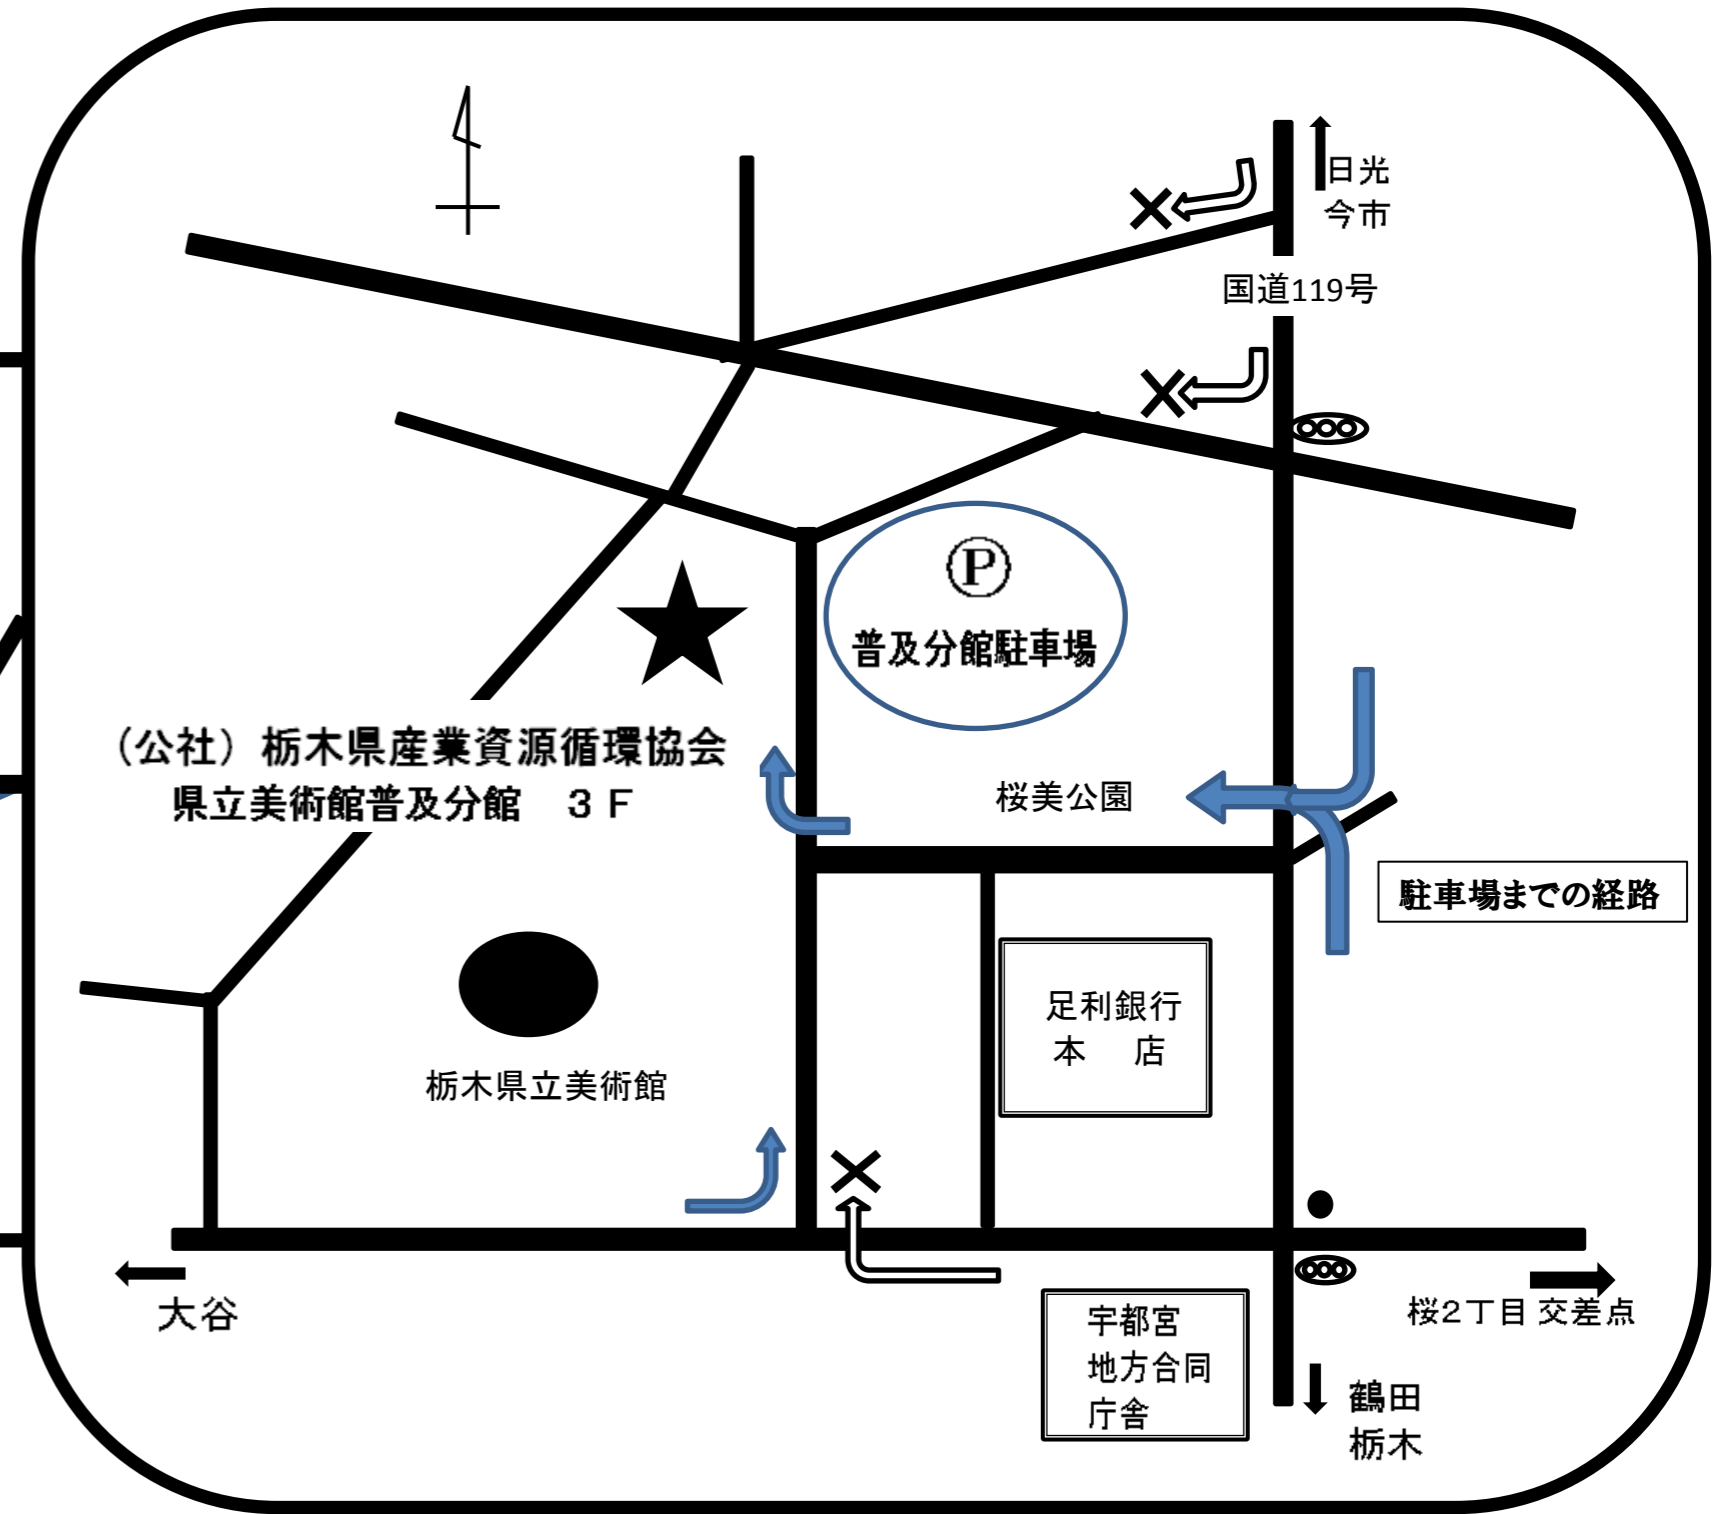 日光
今市
国道119号
Ⓟ
普及分館駐車場
(公社) 栃木県産業資源循環協会
県立美術館普及分館　３Ｆ
桜美公園
駐車場までの経路
足利銀行
本　店
栃木県立美術館
大谷
桜2丁目 交差点
宇都宮
地方合同
庁舎
鶴田
栃木